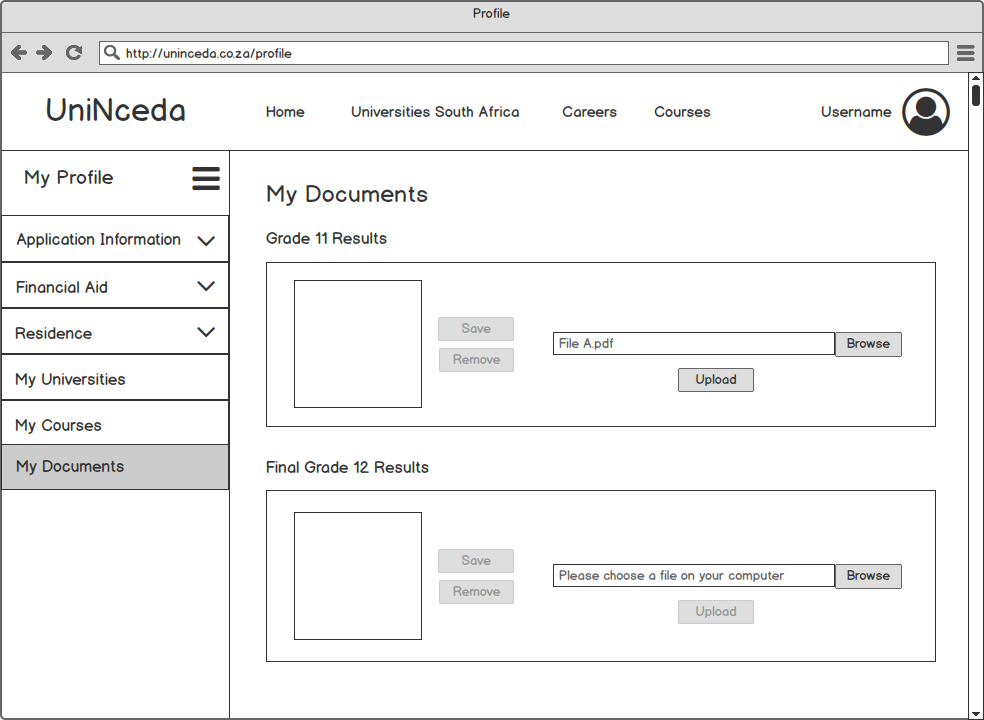 Profile
http://uninceda.co.za/profile
UniNceda
Home
Universities South Africa
Careers
Courses
Username
My Profile
Application Information
Financial Aid
Residence
My Universities
My Courses
My Documents
My Documents
Grade 11 Results
Save
Remove
File A.pdf
Browse
Upload
Final Grade 12 Results
Save
Remove
Please choose a file on your computer
Browse
Upload